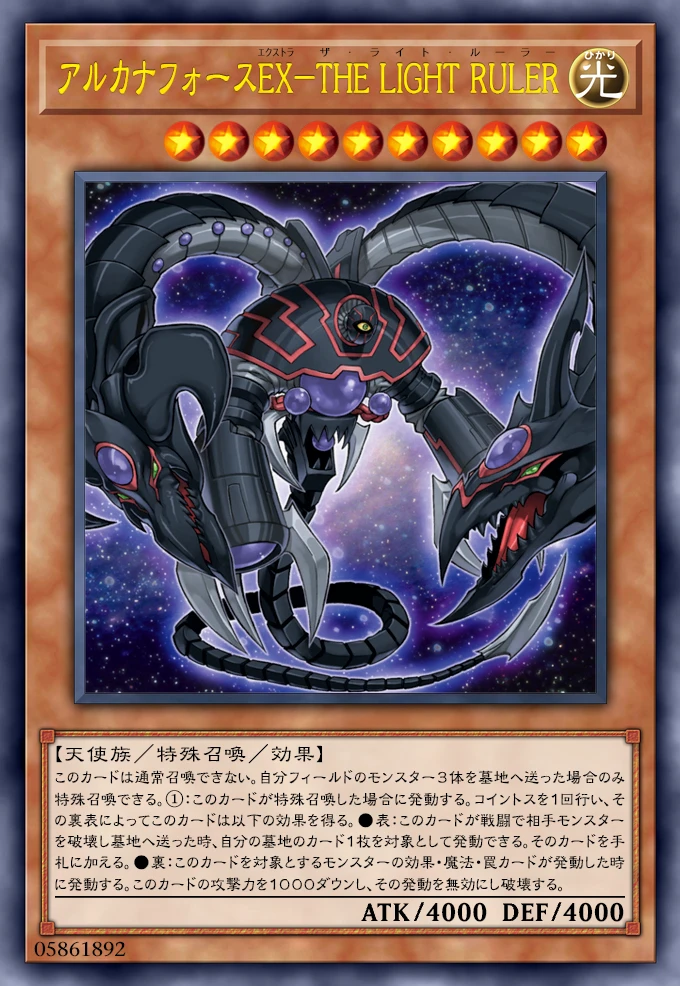 エクストラ ザ・ライト・ルーラー
アルカナフォースEX－THE LIGHT RULER
ひかり
光
【天使族／特殊召喚／効果】
このカードは通常召喚できない。自分フィールドのモンスター３体を墓地へ送った場合のみ
特殊召喚できる。①：このカードが特殊召喚した場合に発動する。コイントスを1回行い、そ
の裏表によってこのカードは以下の効果を得る。●表：このカードが戦闘で相手モンスター
を破壊し墓地へ送った時、自分の墓地のカード１枚を対象として発動できる。そのカードを手
札に加える。●裏：このカードを対象とするモンスターの効果・魔法・罠カードが発動した時
に発動する。このカードの攻撃力を１０００ダウンし、その発動を無効にし破壊する。
ATK/4000 DEF/4000
05861892